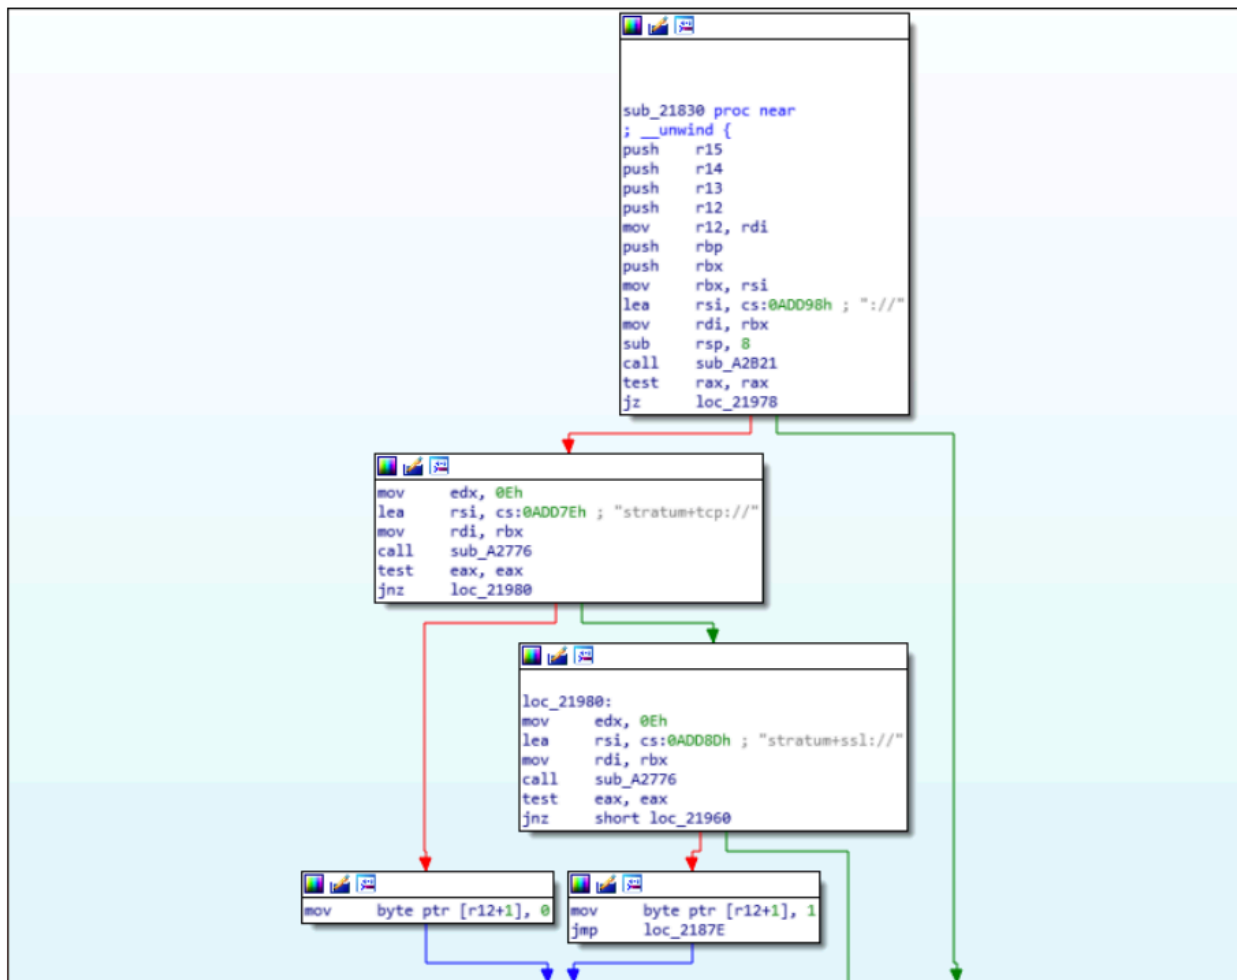 sub_21830 proc near
; __unwind {
push r15
push r14
push r13
push r12
mov r12, rdi
push rbp
push rbx
mov rbx, rsi
lea rsi, cs:0ADD98h ; "://"
mov rdi, rbx
sub rsp, 8
call sub_A2B21
test rax, rax
jz loc_21978
mov edx, 0Eh
lea rsi, cs:0ADD7Eh ; "stratum+tcp://"
mov rdi, rbx
call sub_A2776
test eax, eax
jnz loc_21980
loc_21980:
mov edx, 0Eh
lea rsi, cs:0ADD8Dh ; "stratum+ssl://"
mov rdi, rbx
call sub_A2776
test eax, eax
jnz short loc_21960
mov byte ptr [r12+1], 0
mov byte ptr [r12+1], 1
jmp loc_2187E